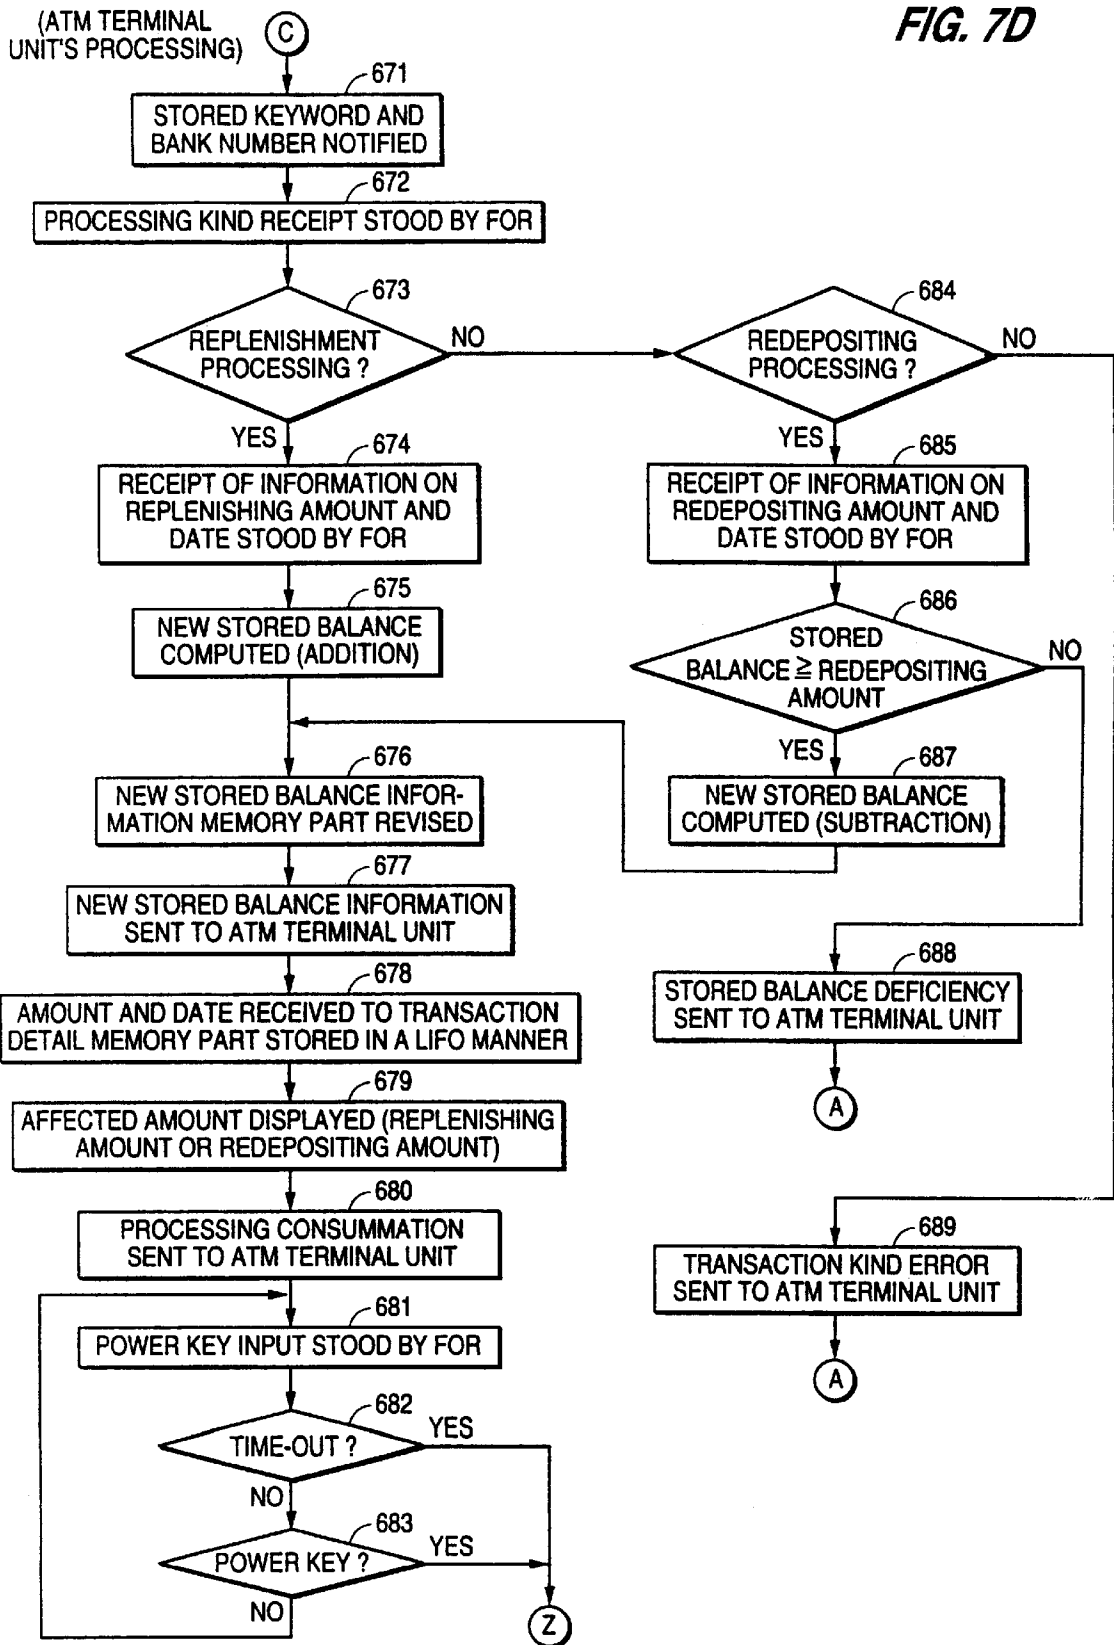 (ATM TERMINAL
UNIT'S PROCESSING)
C
FIG. 7D
671
STORED KEYWORD AND
BANK NUMBER NOTIFIED
672
PROCESSING KIND RECEIPT STOOD BY FOR
673
REPLENISHMENT
PROCESSING ?
NO
YES
684
REDEPOSITING
PROCESSING ?
NO
YES
674
RECEIPT OF INFORMATION ON
REPLENISHING AMOUNT AND
DATE STOOD BY FOR
685
RECEIPT OF INFORMATION ON
REDEPOSITING AMOUNT AND
DATE STOOD BY FOR
675
NEW STORED BALANCE
COMPUTED (ADDITION)
686
STORED
BALANCE ≧ REDEPOSITING
AMOUNT
NO
YES
676
NEW STORED BALANCE INFOR-
MATION MEMORY PART REVISED
687
NEW STORED BALANCE
COMPUTED (SUBTRACTION)
677
NEW STORED BALANCE INFORMATION
SENT TO ATM TERMINAL UNIT
678
AMOUNT AND DATE RECEIVED TO TRANSACTION
DETAIL MEMORY PART STORED IN A LIFO MANNER
688
STORED BALANCE DEFICIENCY
SENT TO ATM TERMINAL UNIT
A
679
AFFECTED AMOUNT DISPLAYED (REPLENISHING
AMOUNT OR REDEPOSITING AMOUNT)
680
PROCESSING CONSUMMATION
SENT TO ATM TERMINAL UNIT
689
TRANSACTION KIND ERROR
SENT TO ATM TERMINAL UNIT
A
681
POWER KEY INPUT STOOD BY FOR
682
TIME-OUT ?
YES
NO
683
POWER KEY ?
YES
NO
Z